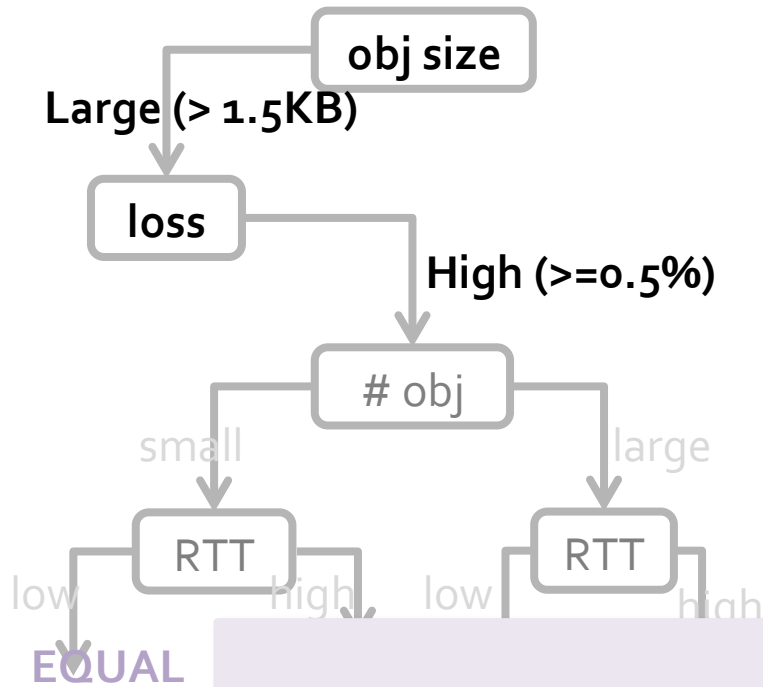 obj size
Large (> 1.5KB)
loss
High (>=0.5%)
# obj
small
large
RTT
RTT
low
high
low
high
EQUAL